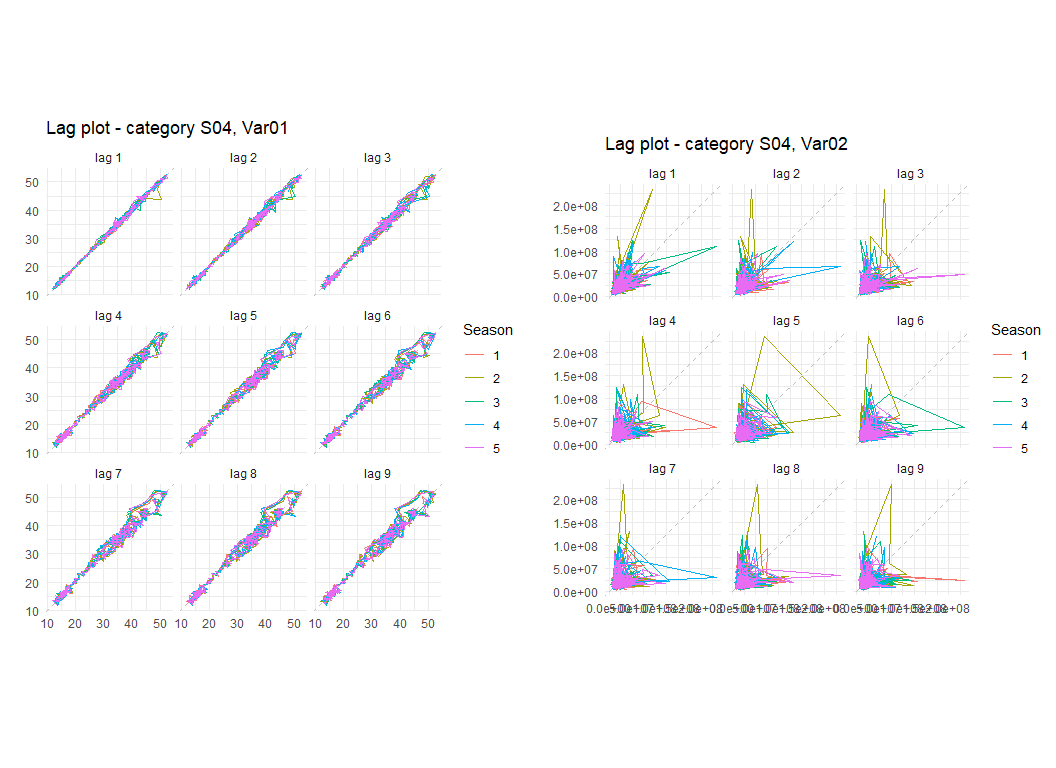 Lag plot - category S04, Var01
lag 1 lag 2 lag 3
50
40
30
20
10
lag 4 lag 5 lag 6
50
40
30
20
10
lag 7 lag 8 lag 9
50
40
30
20
10
10 20 30 40 50 10 20 30 40 50 10 20 30 40 50
Season
1
2
3
4
5
Lag plot - category S04, Var02
lag 1 lag 2 lag 3
2.0e+08
1.5e+08
1.0e+08
5.0e+07
0.0e+00
lag 4 lag 5 lag 6
2.0e+08
1.5e+08
1.0e+08
5.0e+07
0.0e+00
lag 7 lag 8 lag 9
2.0e+08
1.5e+08
1.0e+08
5.0e+07
0.0e+00
Season
1
2
3
4
5